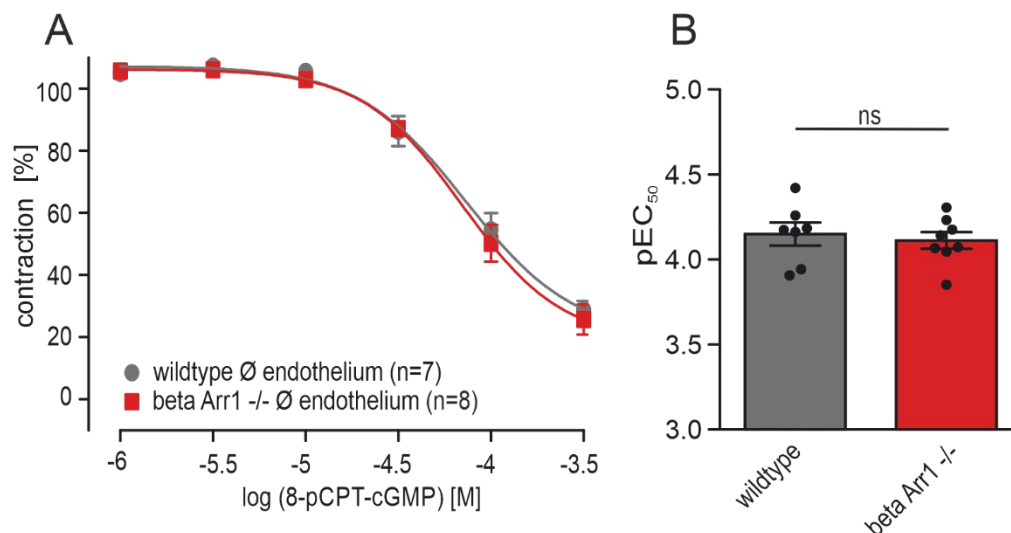 A
contraction [%]
100
80
60
40
20
0
wildtype Ø endothelium (n=7)
beta Arr1 -/- Ø endothelium (n=8)
-6 -5.5 -5 -4.5 -4 -3.5
log (8-pCPT-cGMP) [M]
B
pEC₅₀
5.0
4.5
4.0
3.5
3.0
ns
wildtype
beta Arr1 -/-